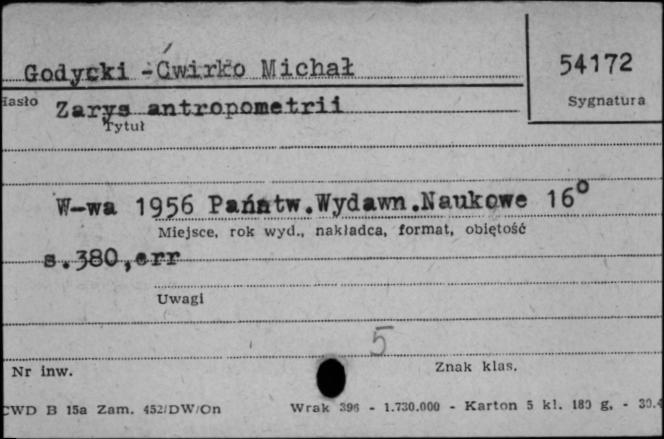 Godycki -Ćwirko Michał
54172
Hasło
Sygnatura
Zarys antropometrii
Tytuł
W-wa 1956 Państw.Wydawn.Naukowe 16°
Miejsce, rok wyd., nakładca, format, objętość
s.380,err
Uwagi
5
Nr inw.
Znak klas.
CWD B 15a Zam. 452/DW/On
Wrak 396 - 1.730.000 - Karton 5 kl. 180 g. - 30.4